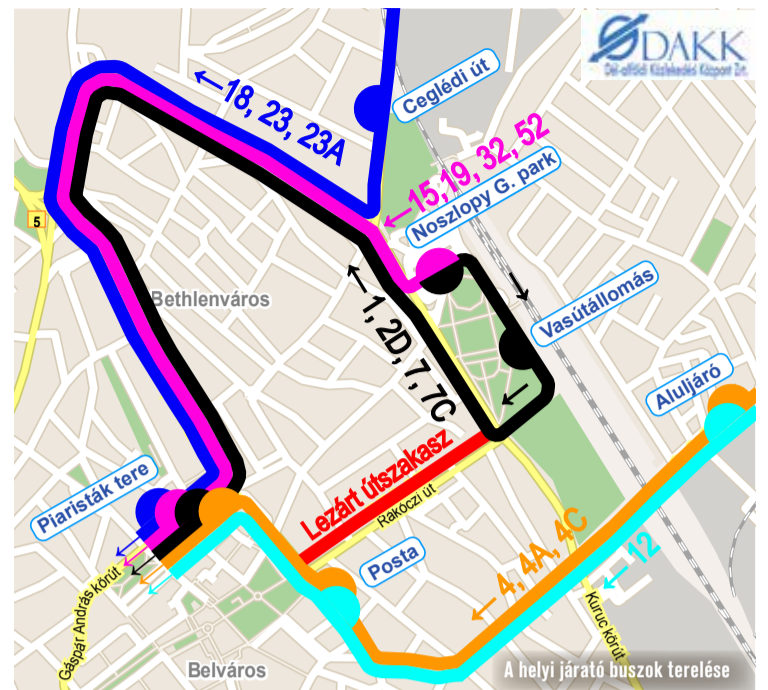 DAKK
Dél-alföldi Közlekedési Központ Zrt.
←18, 23, 23A
Ceglédi út
←15,19, 32, 52
Noszlopy G. park
5
Bethlenváros
←1, 2D, 7, 7C
→
Vasútállomás
←
Aluljáró
Lezárt útszakasz
Rákóczi út
Piaristák tere
Posta
←4, 4A, 4C
←12
Gáspár András körút
Kuruc körút
Belváros
A helyi járató buszok terelése